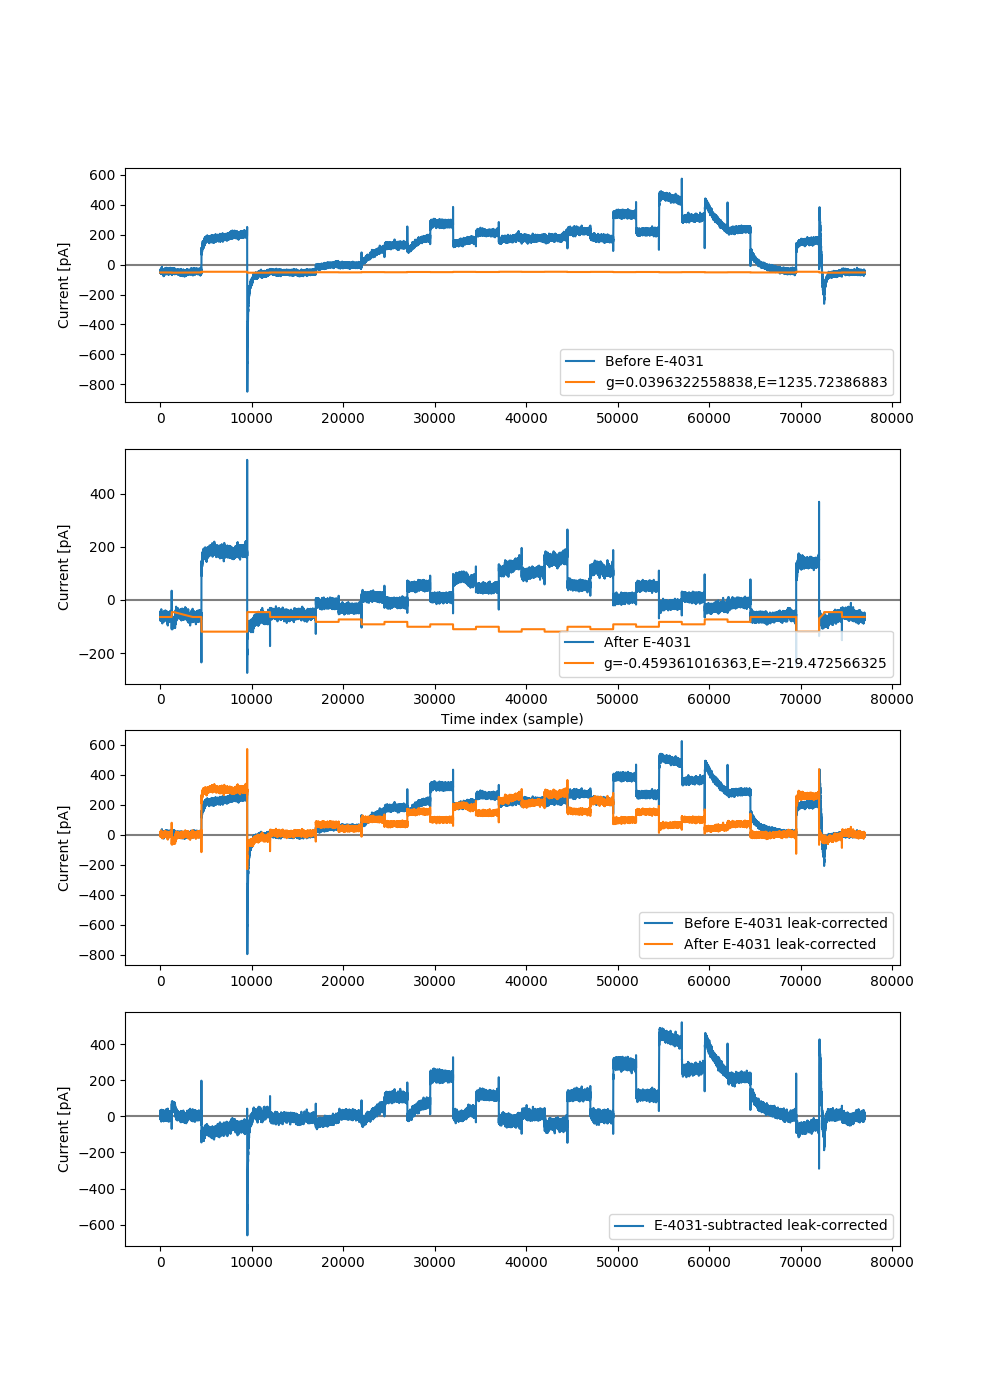 600
400
200
0
−200
−400
−600
−800
Current [pA]
Before E-4031
g=0.0396322558838,E=1235.72386883
0 10000 20000 30000 40000 50000 60000 70000 80000
400
200
0
−200
Current [pA]
After E-4031
g=-0.459361016363,E=-219.472566325
0 10000 20000 30000 40000 50000 60000 70000 80000
Time index (sample)
600
400
200
0
−200
−400
−600
−800
Current [pA]
Before E-4031 leak-corrected
After E-4031 leak-corrected
0 10000 20000 30000 40000 50000 60000 70000 80000
400
200
0
−200
−400
−600
Current [pA]
E-4031-subtracted leak-corrected
0 10000 20000 30000 40000 50000 60000 70000 80000